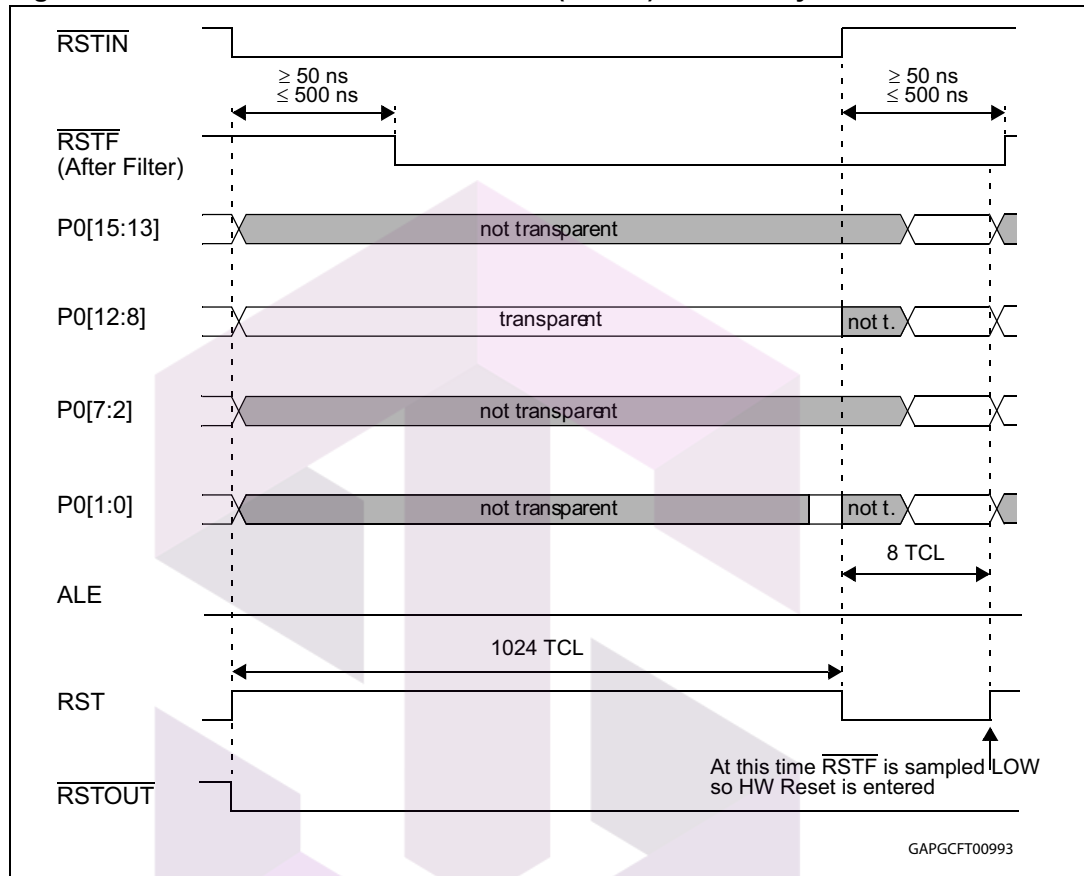 RSTIN
≥ 50 ns
≤ 500 ns
≥ 50 ns
≤ 500 ns
RSTF
(After Filter)
P0[15:13]
not transparent
P0[12:8]
transparent
not t.
P0[7:2]
not transparent
P0[1:0]
not transparent
not t.
8 TCL
ALE
1024 TCL
RST
At this time RSTF is sampled LOW
so HW Reset is entered
RSTOUT
GAPGCFT00993